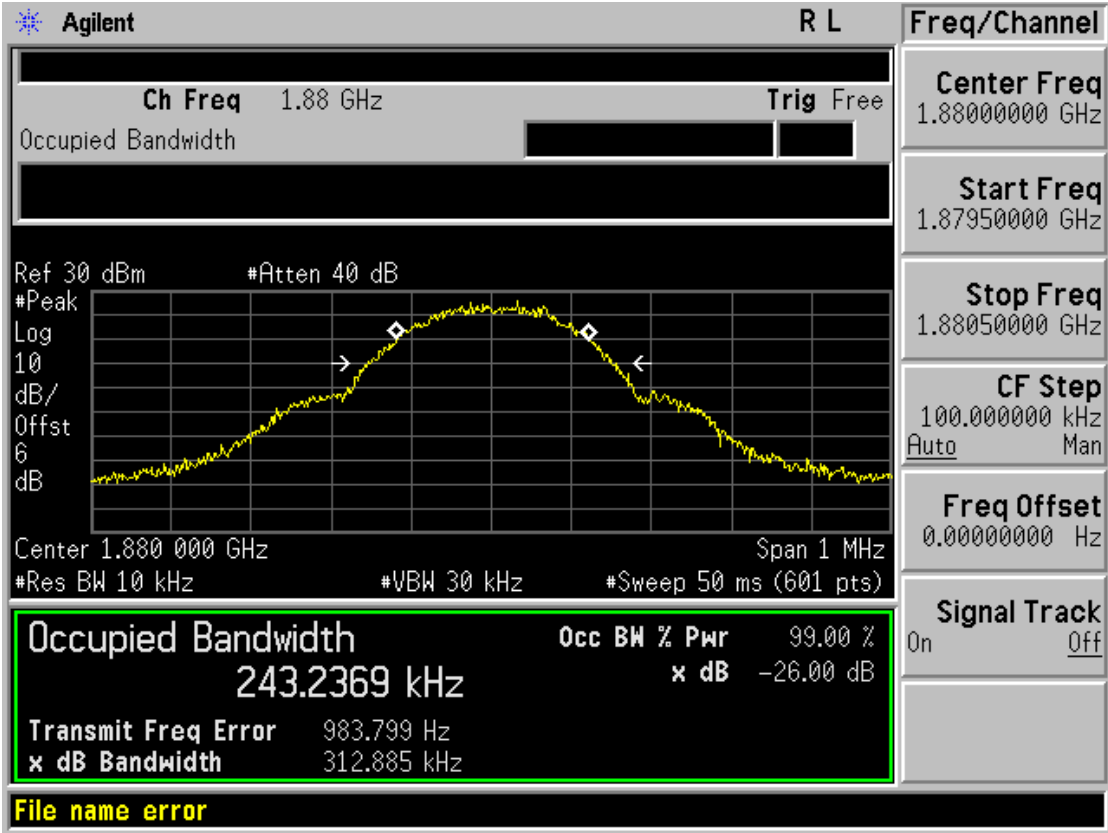 Agilent R L
Ch Freq 1.88 GHz Trig Free
Occupied Bandwidth
Ref 30 dBm #Atten 40 dB
#Peak
Log
10
dB/
Offst
6
dB
Center 1.880 000 GHz Span 1 MHz
#Res BW 10 kHz #VBW 30 kHz #Sweep 50 ms (601 pts)
Occupied Bandwidth Occ BW % Pwr 99.00 %
243.2369 kHz x dB -26.00 dB
Transmit Freq Error 983.799 Hz
x dB Bandwidth 312.885 kHz
File name error
Freq/Channel
Center Freq
1.88000000 GHz
Start Freq
1.87950000 GHz
Stop Freq
1.88050000 GHz
CF Step
100.000000 kHz
Auto Man
Freq Offset
0.00000000 Hz
Signal Track
On Off